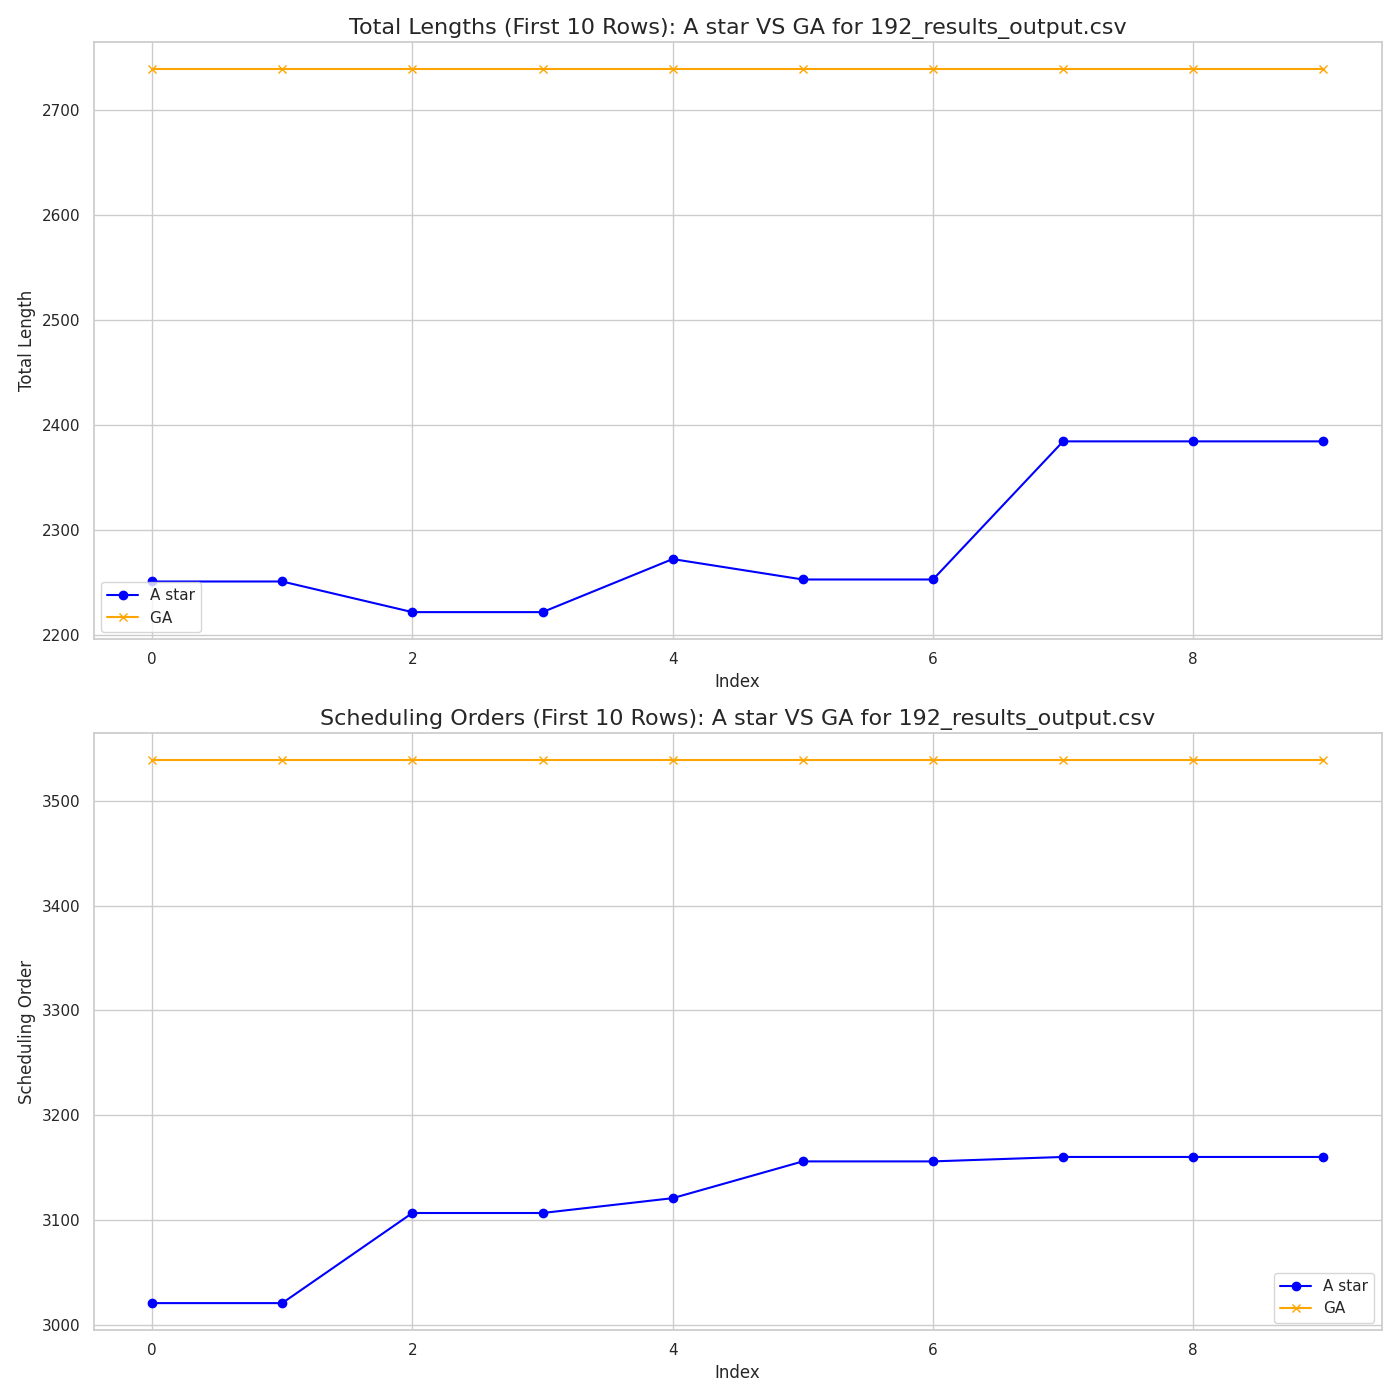 Total Lengths (First 10 Rows): A star VS GA for 192_results_output.csv
2700
2600
2500
2400
2300
2200
Total Length
A star
GA
0 2 4 6 8
Index
Scheduling Orders (First 10 Rows): A star VS GA for 192_results_output.csv
3500
3400
3300
3200
3100
3000
Scheduling Order
A star
GA
0 2 4 6 8
Index